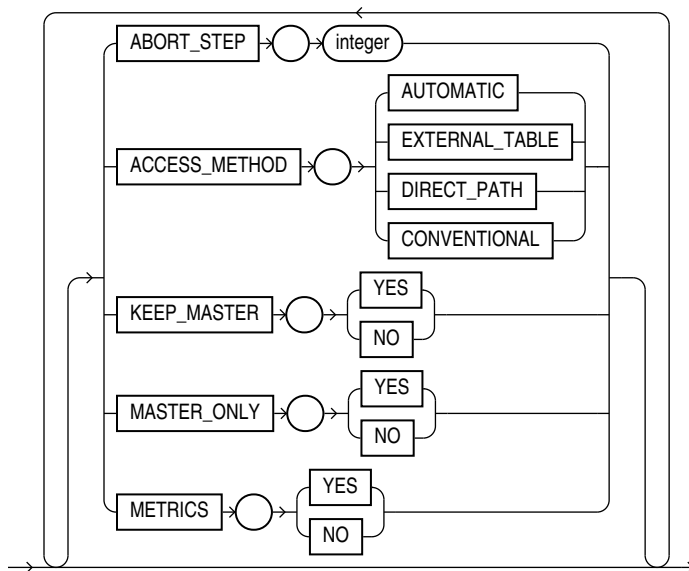 ABORT_STEP integer
AUTOMATIC
EXTERNAL_TABLE
ACCESS_METHOD
DIRECT_PATH
CONVENTIONAL
YES
KEEP_MASTER
NO
YES
MASTER_ONLY
NO
YES
METRICS
NO